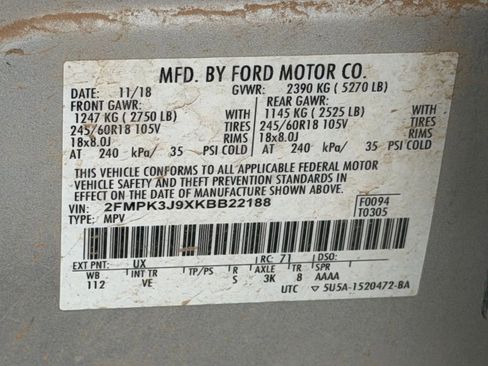 MFD. BY FORD MOTOR CO.
DATE: 11/18 GVWR: 2390 KG ( 5270 LB)
FRONT GAWR: REAR GAWR:
1247 KG ( 2750 LB) WITH 1145 KG ( 2525 LB) WITH
245/60R18 105V TIRES 245/60R18 105V TIRES
18x8.0J RIMS 18x8.0J RIMS
AT 240 kPa/ 35 PSI COLD AT 240 kPa/ 35 PSI COLD
THIS VEHICLE CONFORMS TO ALL APPLICABLE FEDERAL MOTOR
VEHICLE SAFETY AND THEFT PREVENTION STANDARDS IN
EFFECT ON THE DATE OF MANUFACTURE SHOWN ABOVE.
VIN: 2FMPK3J9XKBB22188 F0094
TYPE: MPV T0305
EXT PNT: UX RC: 71 DSO:
WB INT TR TP/PS R AXLE TR SPR
112 VE S 3K 8 AAAA
UTC 5U5A-1520472-BA